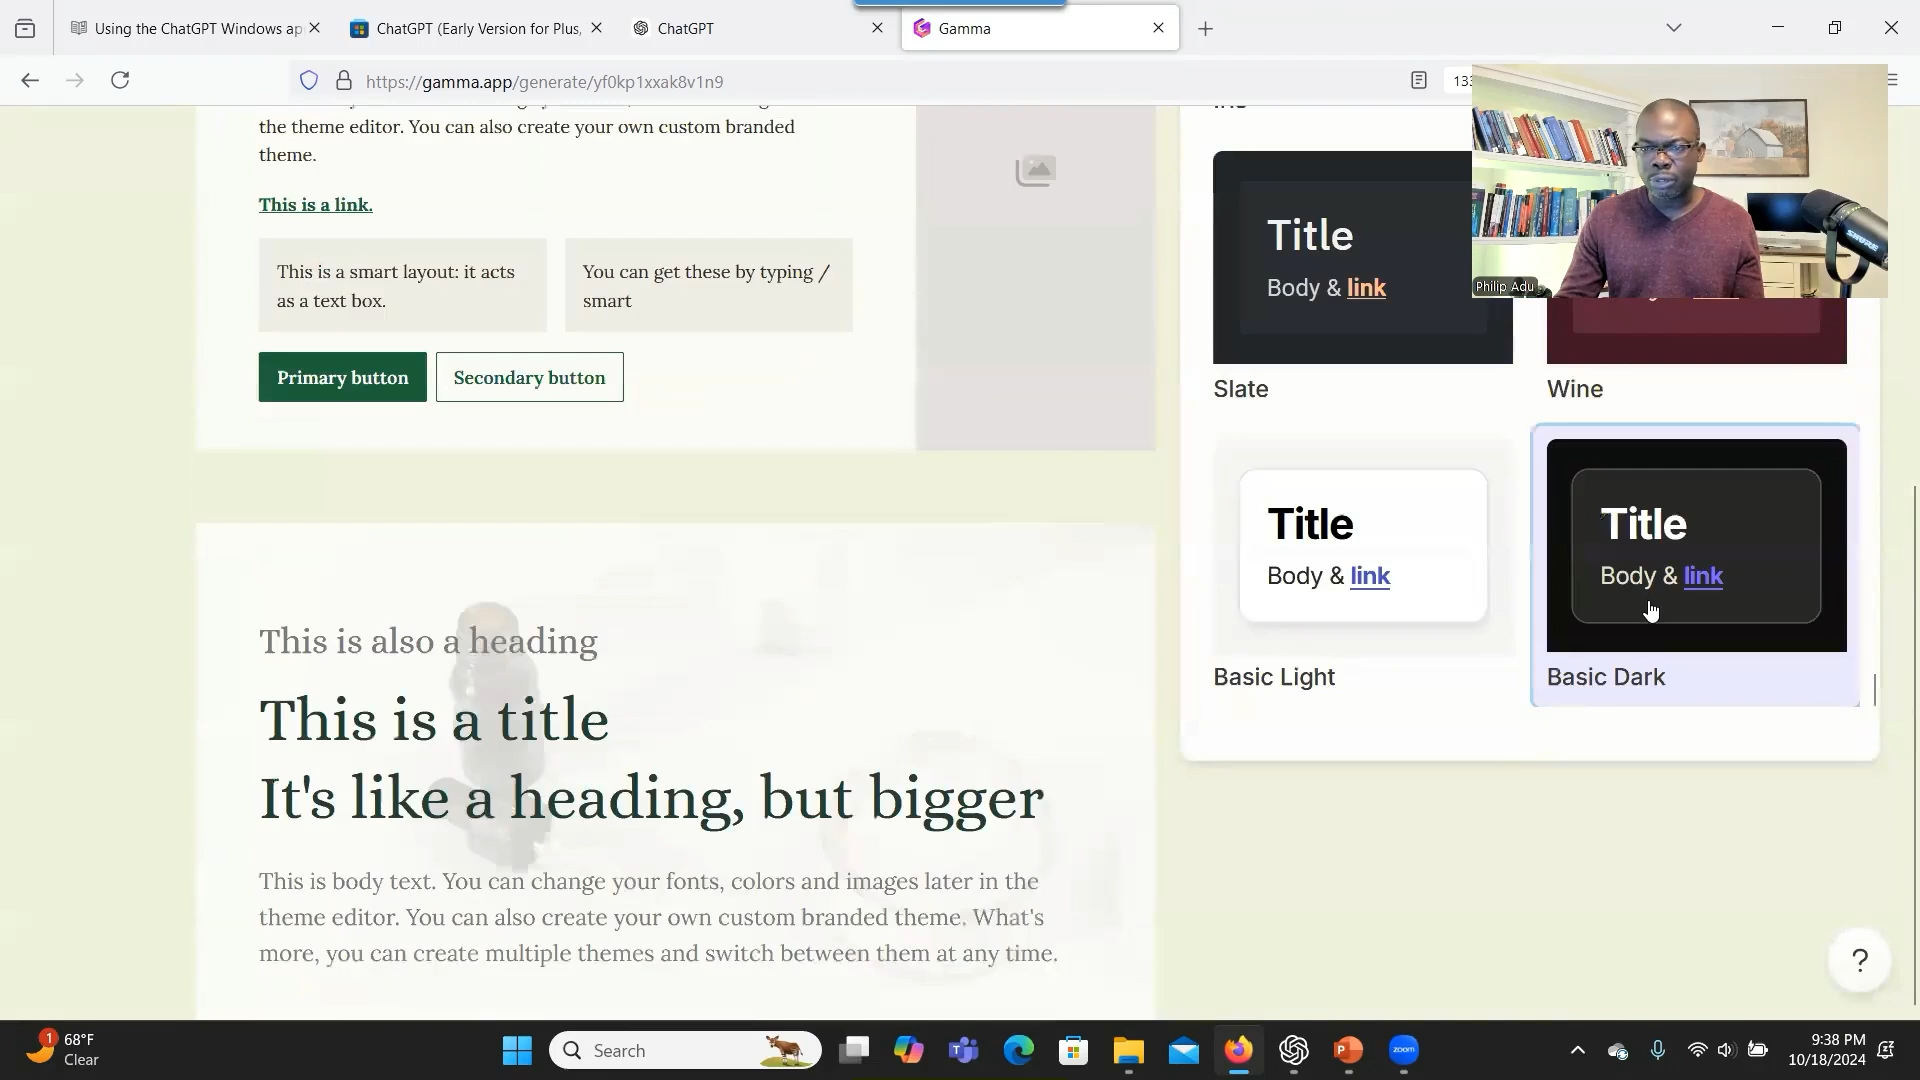 Using the ChatGPT Windows ap
ChatGPT (Early Version for Plus,
ChatGPT
Gamma
https://gamma.app/generate/yf0kp1xxak8v1n9
133
the theme editor. You can also create your own custom branded
theme.
This is a link.
This is a smart layout: it acts
as a text box.
You can get these by typing /
smart
Primary button
Secondary button
Title
Body & link
Slate
Wine
Philip Adu
SHURE
Title
Body & link
Basic Light
Title
Body & link
Basic Dark
This is also a heading
This is a title
It's like a heading, but bigger
This is body text. You can change your fonts, colors and images later in the
theme editor. You can also create your own custom branded theme. What's
more, you can create multiple themes and switch between them at any time.
?
1
68°F
Clear
Search
zoom
9:38 PM
10/18/2024